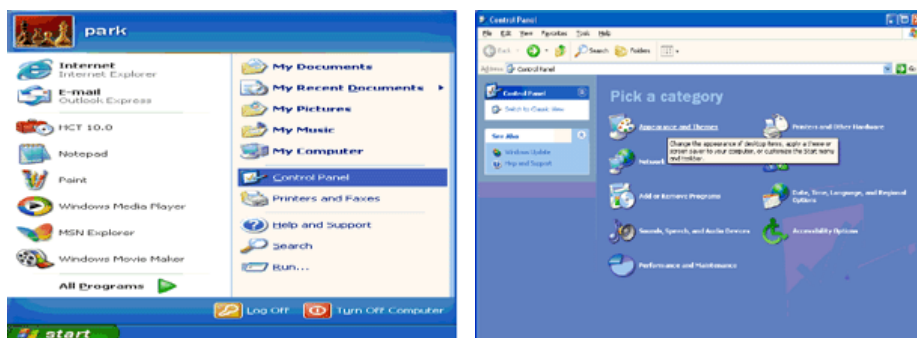 park
Internet
Internet Explorer
E-mail
Outlook Express
HCT 10.0
Notepad
Paint
Windows Media Player
MSN Explorer
Windows Movie Maker
All Programs
My Documents
My Recent Documents
My Pictures
My Music
My Computer
Control Panel
Printers and Faxes
Help and Support
Search
Run...
Log Off
Turn Off Computer
start
Control Panel
File Edit View Favorites Tools Help
Back Search Folders
Address Control Panel Go
Control Panel
Switch to Classic View
See Also
Windows Update
Help and Support
Pick a category
Appearance and Themes
Printers and Other Hardware
Change the appearance of desktop items, apply a theme or
screen saver to your computer, or customize the Start menu
and taskbar.
Network
Add or Remove Programs
Date, Time, Language, and Regional
Options
Sounds, Speech, and Audio Devices
Accessibility Options
Performance and Maintenance